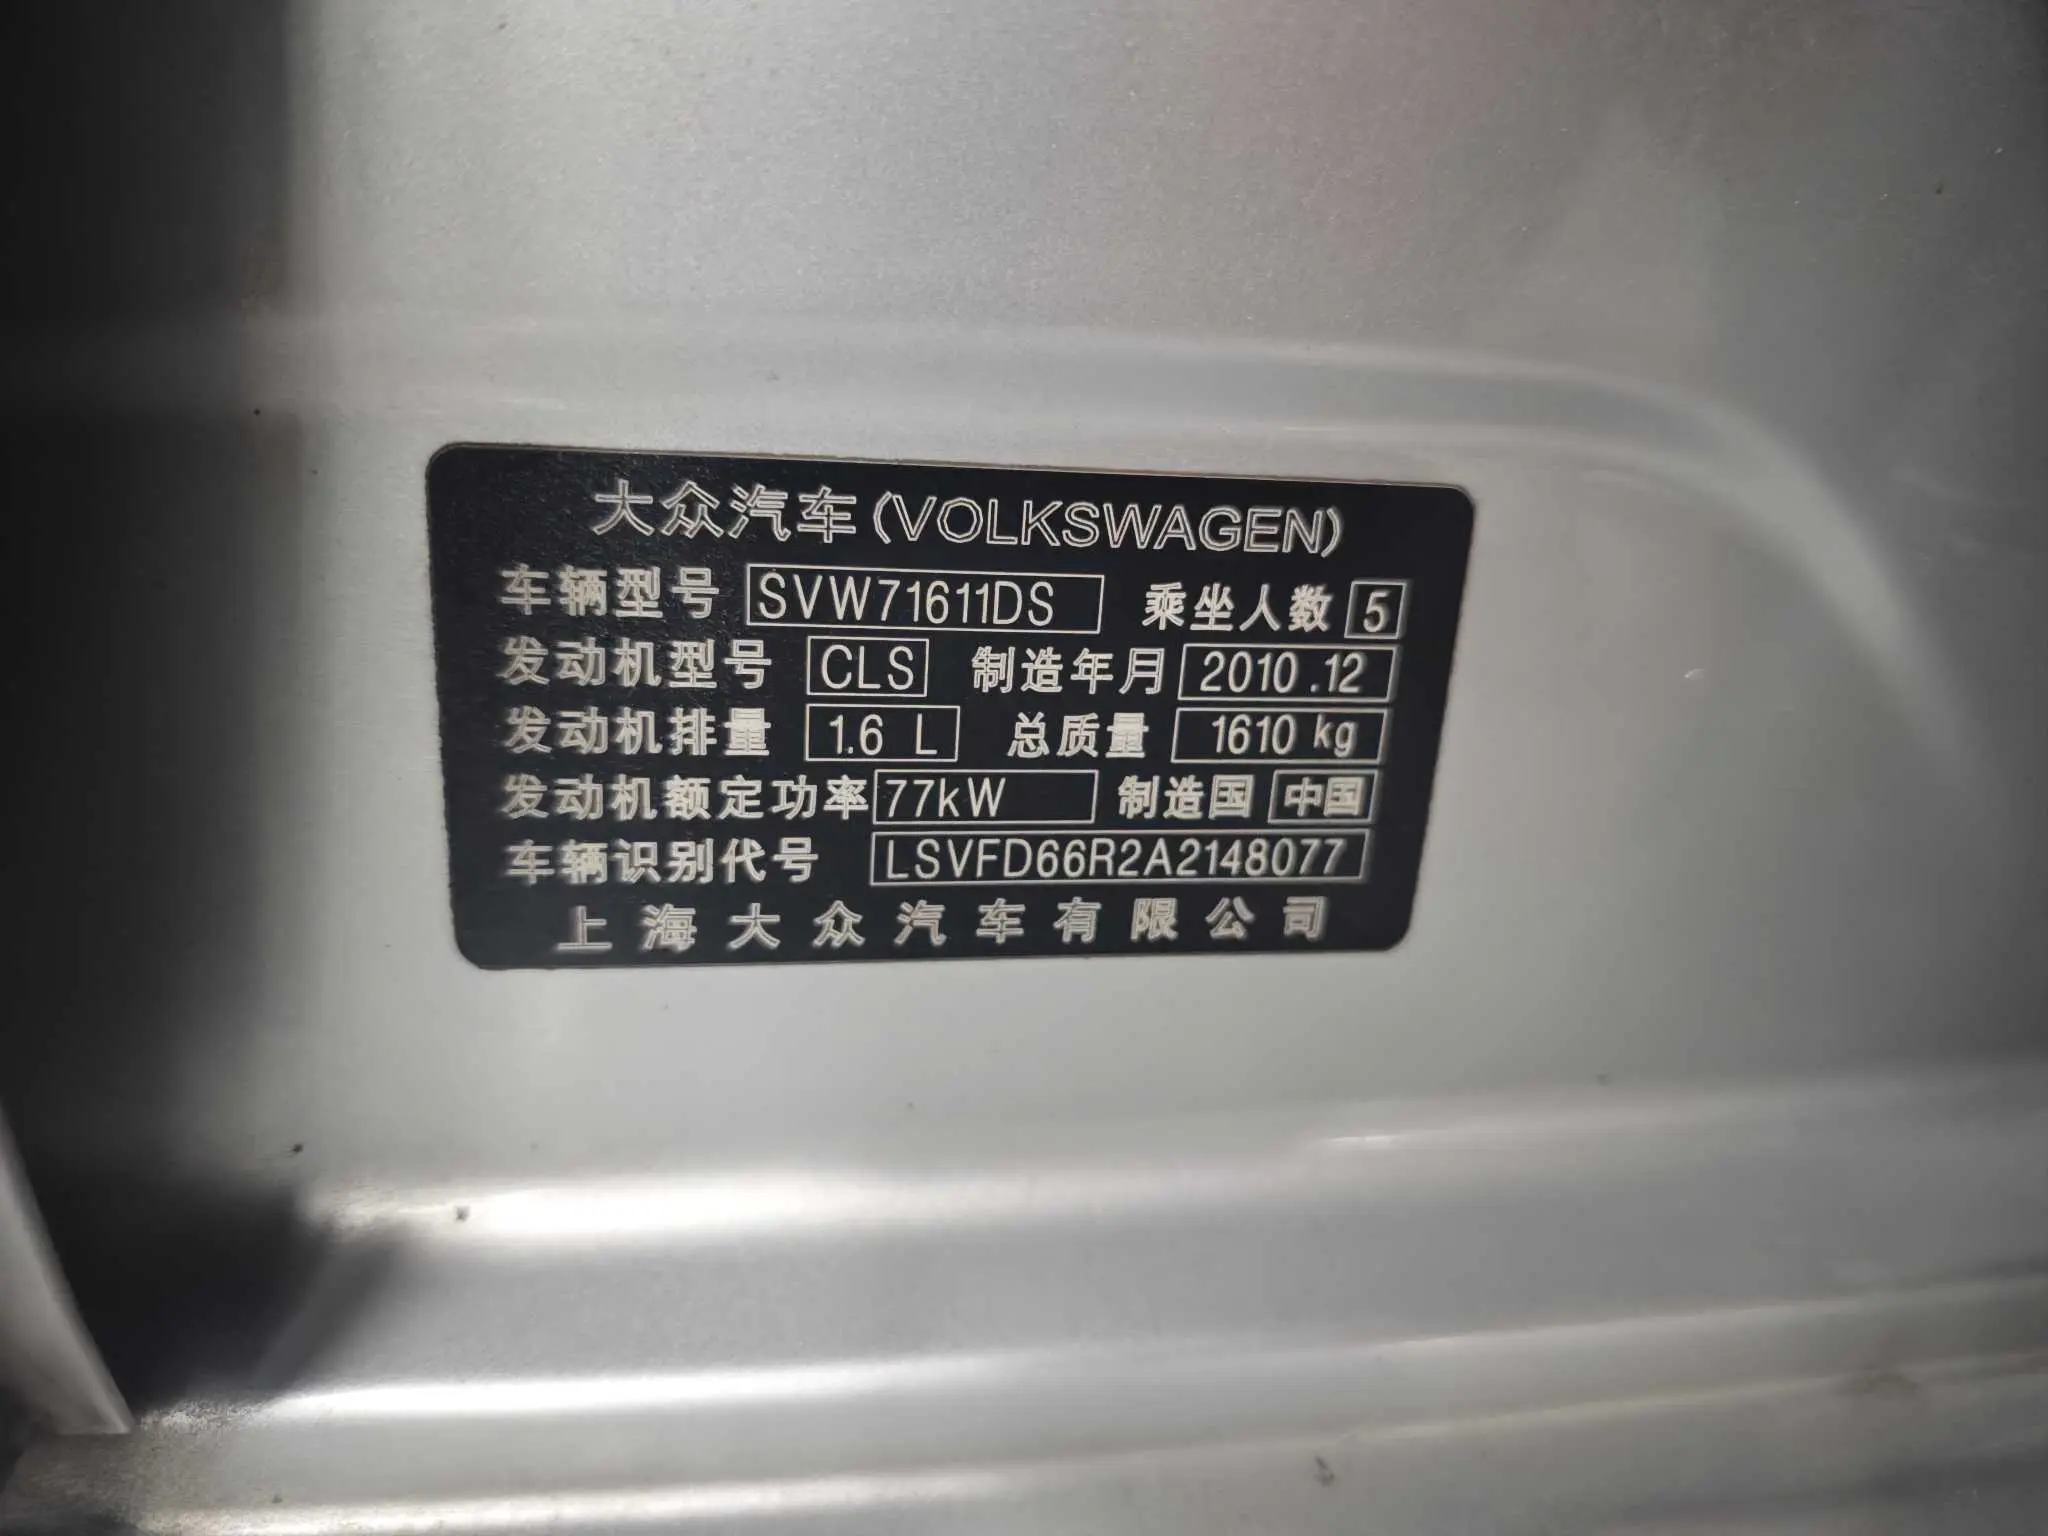 大众汽车(VOLKSWAGEN)
车辆型号 SVW71611DS 乘坐人数 5
发动机型号 CLS 制造年月 2010.12
发动机排量 1.6 L 总质量 1610 kg
发动机额定功率 77kW 制造国 中国
车辆识别代号 LSVFD66R2A2148077
上海大众汽车有限公司